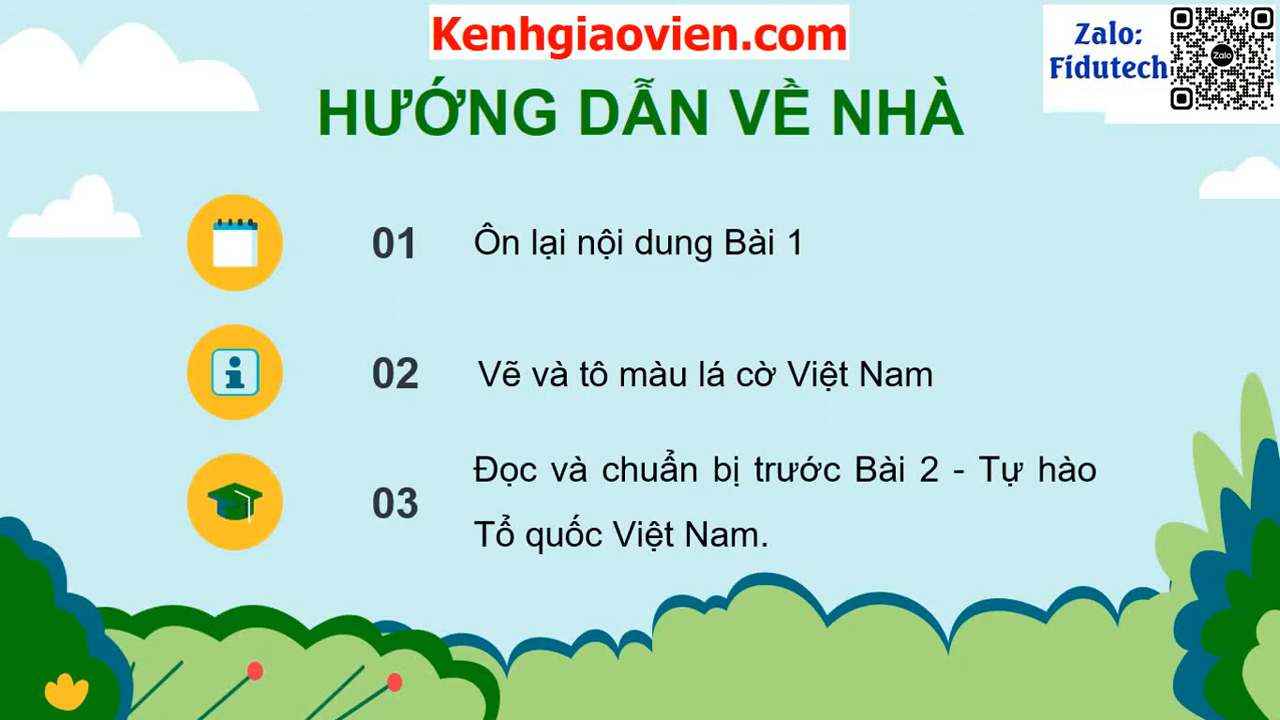 Kenhgiaovien.com
Zalo:
Fidutech
Zalo
HƯỚNG DẪN VỀ NHÀ
01 Ôn lại nội dung Bài 1
02 Vẽ và tô màu lá cờ Việt Nam
03 Đọc và chuẩn bị trước Bài 2 - Tự hào
Tổ quốc Việt Nam.